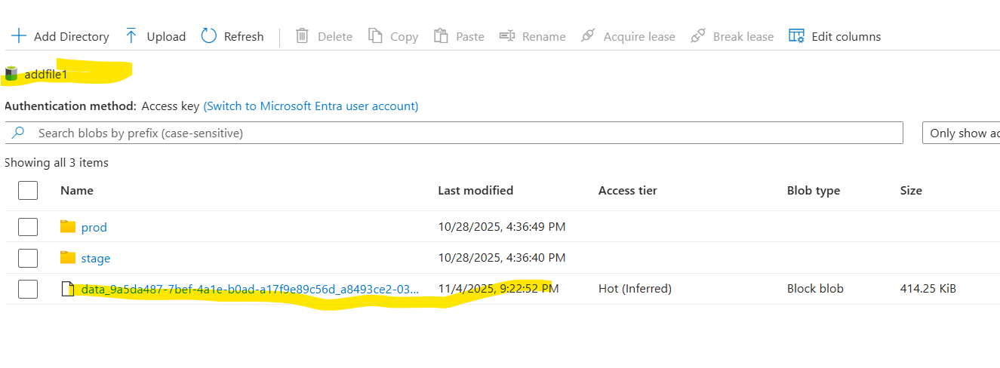 Add Directory Upload Refresh Delete Copy Paste Rename Acquire lease Break lease Edit columns
addfile1
Authentication method: Access key (Switch to Microsoft Entra user account)
Search blobs by prefix (case-sensitive) Only show ac
Showing all 3 items
Name Last modified Access tier Blob type Size
prod 10/28/2025, 4:36:49 PM
stage 10/28/2025, 4:36:40 PM
data_9a5da487-7bef-4a1e-b0ad-a17f9e89c56d_a8493ce2-03... 11/4/2025, 9:22:52 PM Hot (Inferred) Block blob 414.25 KiB